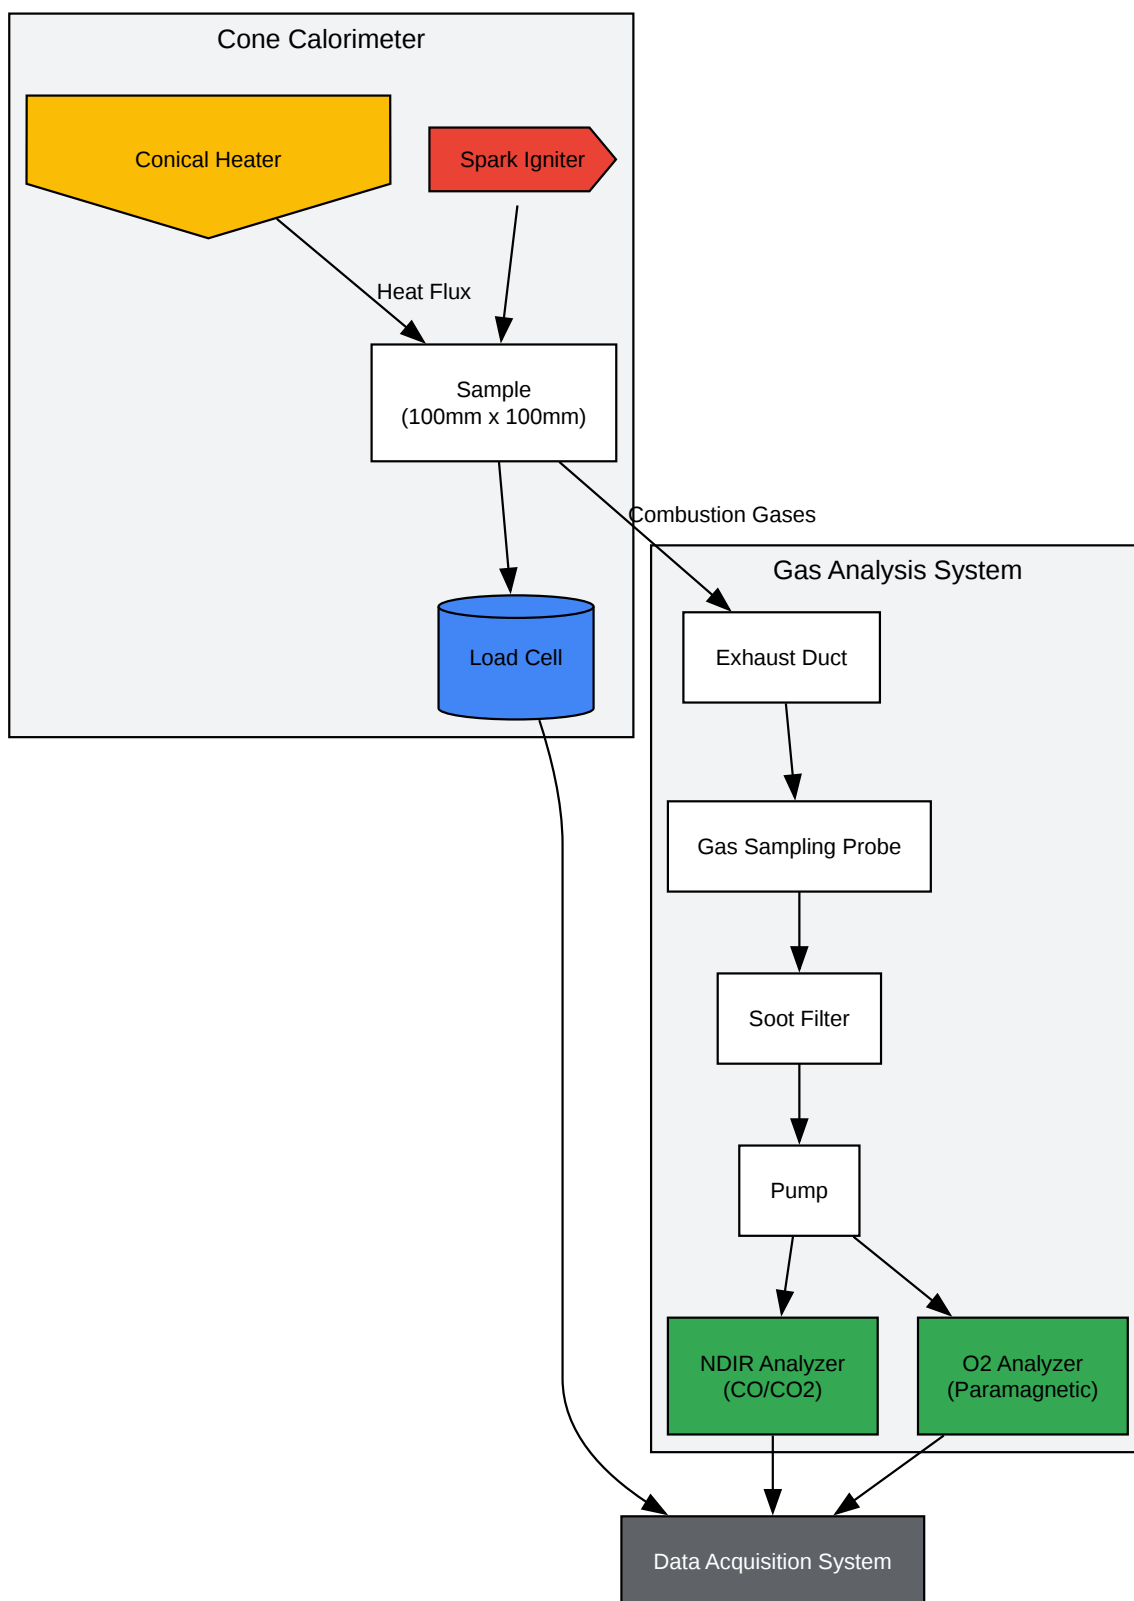 Cone Calorimeter
Conical Heater
Spark Igniter
Heat Flux
Sample
(100mm x 100mm)
Combustion Gases
Gas Analysis System
Load Cell
Exhaust Duct
Gas Sampling Probe
Soot Filter
Pump
NDIR Analyzer
(CO/CO2)
O2 Analyzer
(Paramagnetic)
Data Acquisition System